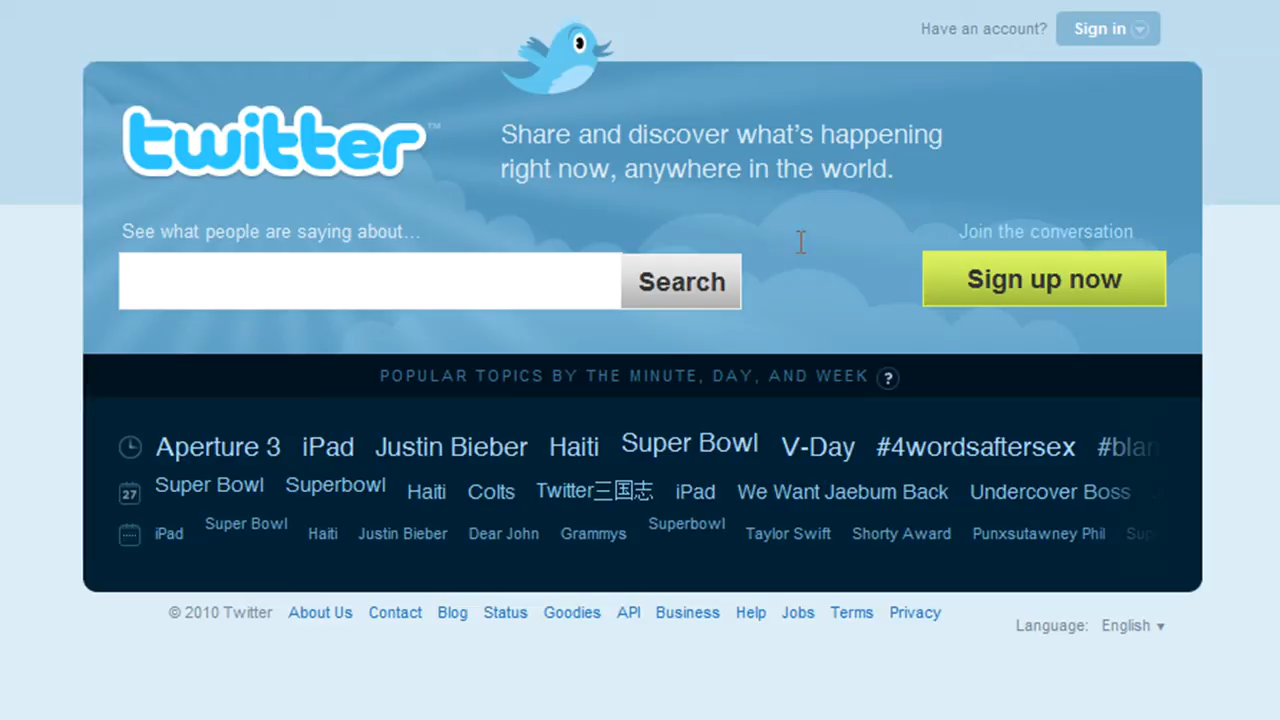 Have an account? Sign in
twitter™
Share and discover what's happening
right now, anywhere in the world.
See what people are saying about…
Search
Join the conversation
Sign up now
POPULAR TOPICS BY THE MINUTE, DAY, AND WEEK ?
Aperture 3 iPad Justin Bieber Haiti Super Bowl V-Day #4wordsaftersex
27 Super Bowl Superbowl Haiti Colts Twitter三国志 iPad We Want Jaebum Back Undercover Boss
iPad Super Bowl Haiti Justin Bieber Dear John Grammys Superbowl Taylor Swift Shorty Award Punxsutawney Phil
© 2010 Twitter About Us Contact Blog Status Goodies API Business Help Jobs Terms Privacy
Language: English